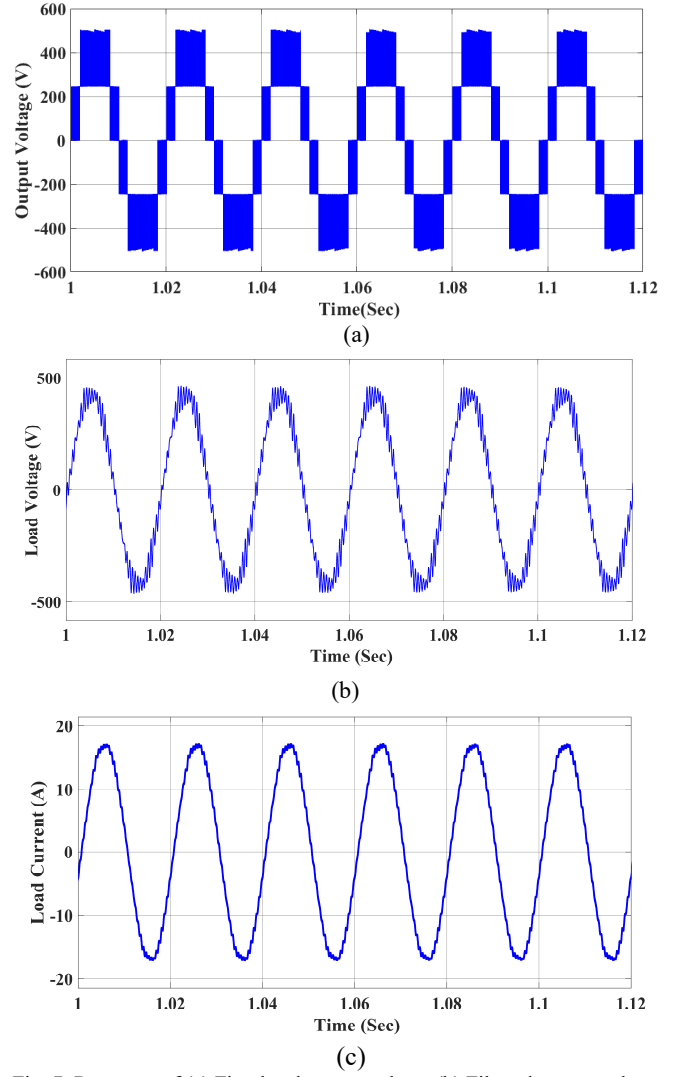 600
400
200
0
-200
-400
-600
Output Voltage (V)
1 1.02 1.04 1.06 1.08 1.1 1.12
Time(Sec)
(a)
500
0
-500
Load Voltage (V)
1 1.02 1.04 1.06 1.08 1.1 1.12
Time (Sec)
(b)
20
10
0
-10
-20
Load Current (A)
1 1.02 1.04 1.06 1.08 1.1 1.12
Time (Sec)
(c)